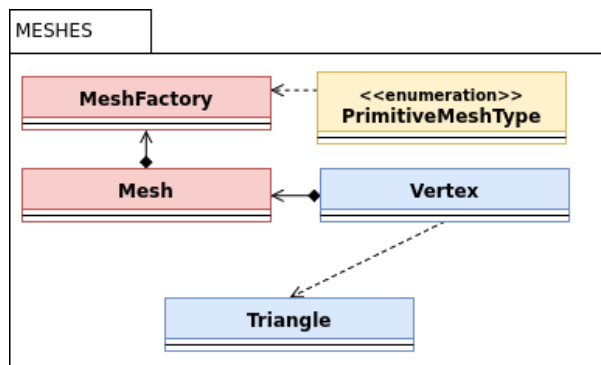 MESHES
MeshFactory
<<enumeration>>
PrimitiveMeshType
Mesh
Vertex
Triangle